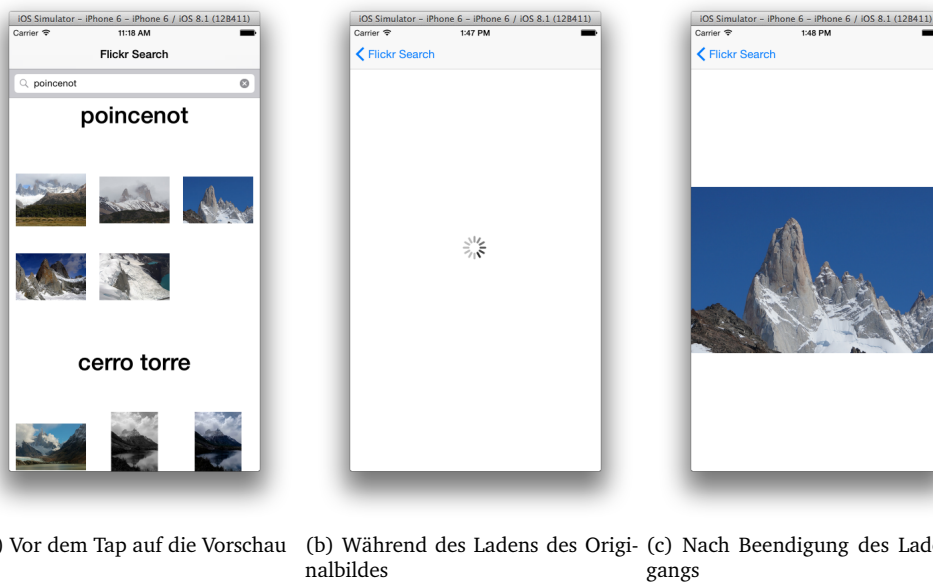 iOS Simulator – iPhone 6 – iPhone 6 / iOS 8.1 (12B411)
Carrier 11:18 AM
Flickr Search
poincenot
poincenot
cerro torre
) Vor dem Tap auf die Vorschau
iOS Simulator – iPhone 6 – iPhone 6 / iOS 8.1 (12B411)
Carrier 1:47 PM
Flickr Search
(b) Während des Ladens des Origi-
nalbildes
iOS Simulator – iPhone 6 – iPhone 6 / iOS 8.1 (12B411)
Carrier 1:48 PM
Flickr Search
(c) Nach Beendigung des Lade
gangs